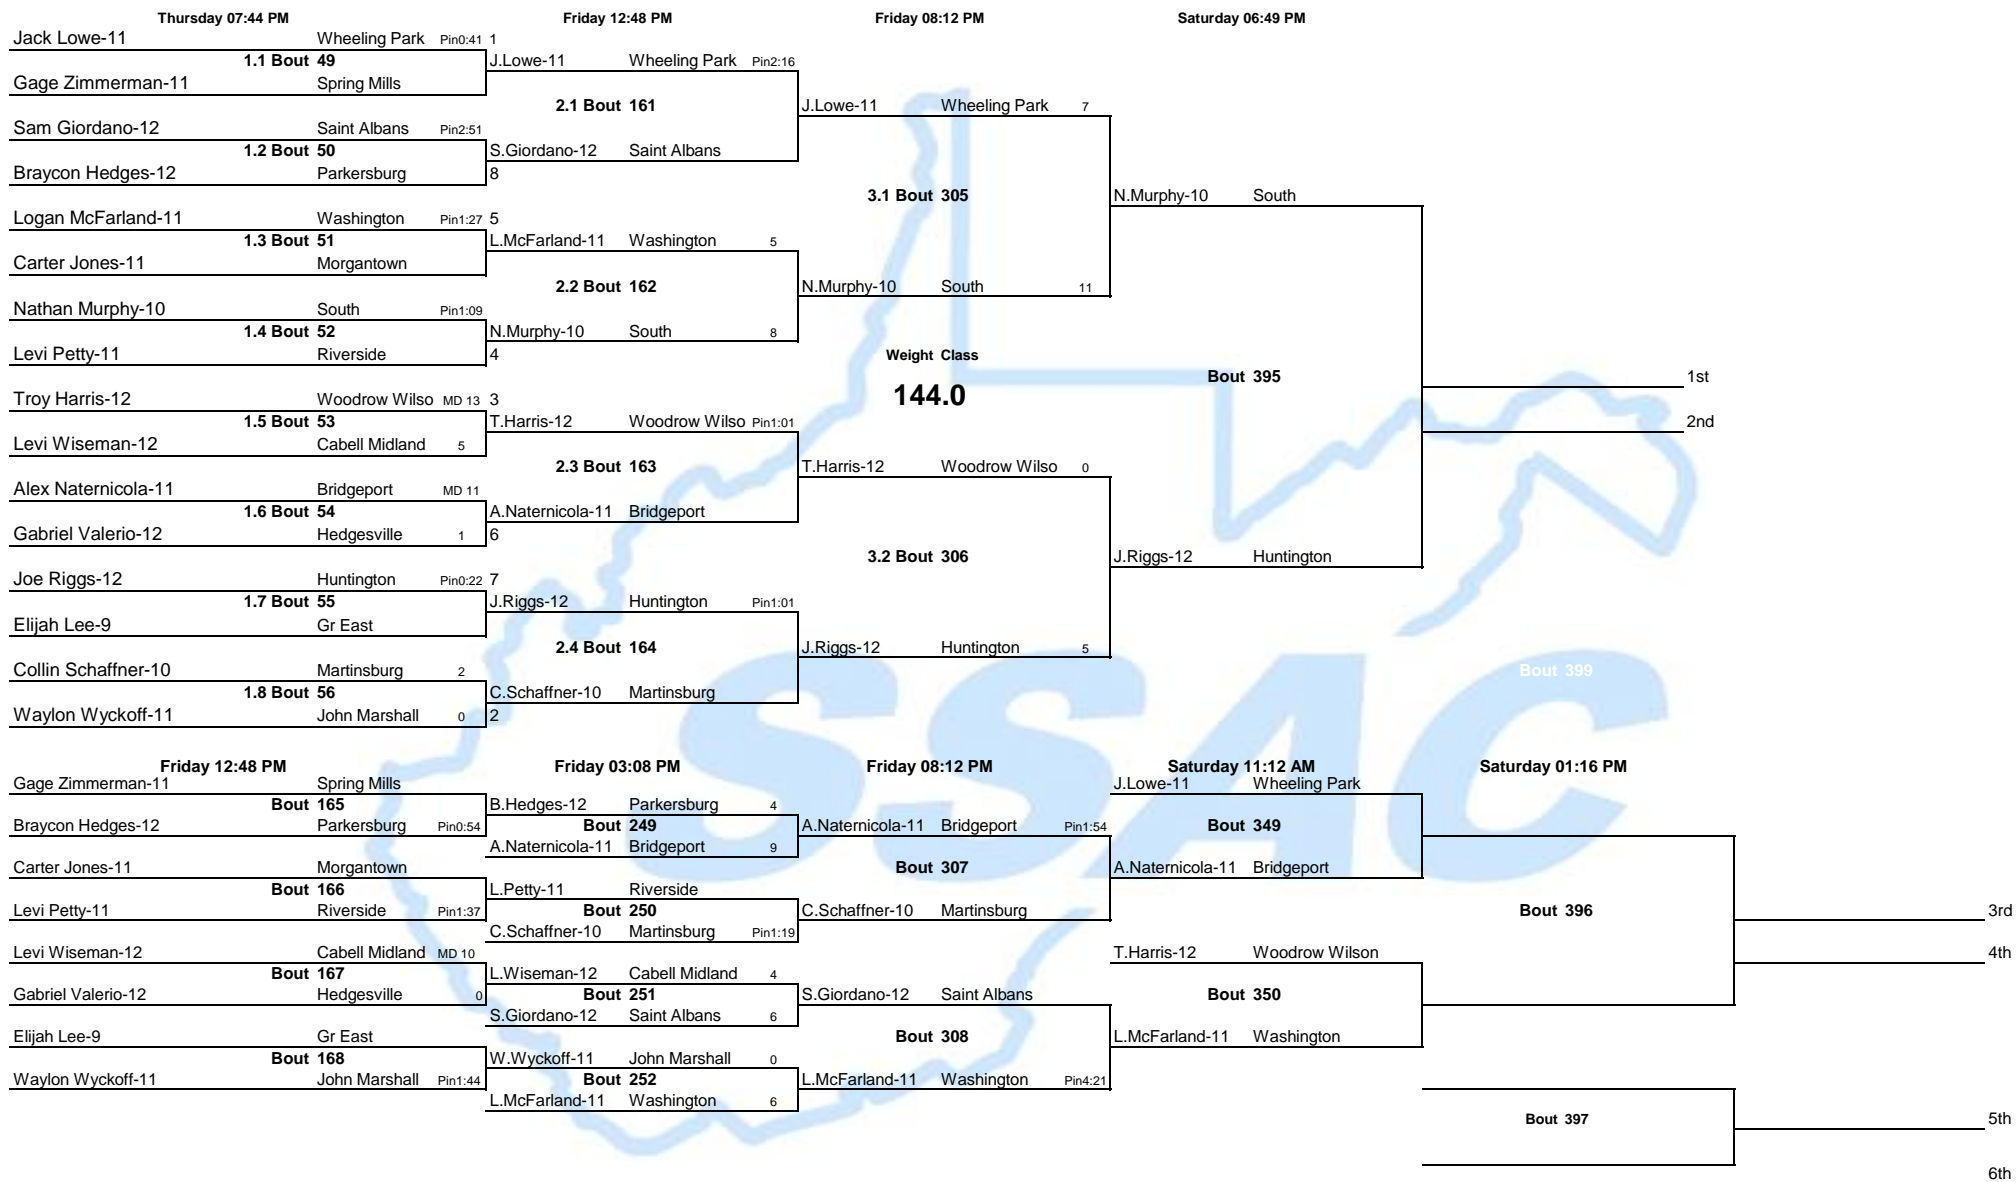 Thursday 07:44 PM Friday 12:48 PM Friday 08:12 PM Saturday 06:49 PM
Jack Lowe-11 Wheeling Park Pin0:41 1
1.1 Bout 49 J.Lowe-11 Wheeling Park Pin2:16
Gage Zimmerman-11 Spring Mills
2.1 Bout 161 J.Lowe-11 Wheeling Park 7
Sam Giordano-12 Saint Albans Pin2:51
1.2 Bout 50 S.Giordano-12 Saint Albans
Braycon Hedges-12 Parkersburg 8
3.1 Bout 305 N.Murphy-10 South
Logan McFarland-11 Washington Pin1:27 5
1.3 Bout 51 L.McFarland-11 Washington 5
Carter Jones-11 Morgantown
2.2 Bout 162 N.Murphy-10 South 11
Nathan Murphy-10 South Pin1:09
1.4 Bout 52 N.Murphy-10 South 8
Levi Petty-11 Riverside 4 Weight Class
Bout 395 1st
Troy Harris-12 Woodrow Wilso MD 13 3 144.0
1.5 Bout 53 T.Harris-12 Woodrow Wilso Pin1:01 2nd
Levi Wiseman-12 Cabell Midland 5
2.3 Bout 163 T.Harris-12 Woodrow Wilso 0
Alex Naternicola-11 Bridgeport MD 11
1.6 Bout 54 A.Naternicola-11 Bridgeport
Gabriel Valerio-12 Hedgesville 1 6
3.2 Bout 306 J.Riggs-12 Huntington
Joe Riggs-12 Huntington Pin0:22 7
1.7 Bout 55 J.Riggs-12 Huntington Pin1:01
Elijah Lee-9 Gr East
2.4 Bout 164 J.Riggs-12 Huntington 5
Collin Schaffner-10 Martinsburg 2 Bout 399
1.8 Bout 56 C.Schaffner-10 Martinsburg
Waylon Wyckoff-11 John Marshall 0 2
SSAC
Friday 12:48 PM Friday 03:08 PM Friday 08:12 PM Saturday 11:12 AM Saturday 01:16 PM
Gage Zimmerman-11 Spring Mills J.Lowe-11 Wheeling Park
Bout 165 B.Hedges-12 Parkersburg 4
Braycon Hedges-12 Parkersburg Pin0:54 Bout 249 A.Naternicola-11 Bridgeport Pin1:54 Bout 349
A.Naternicola-11 Bridgeport 9
Carter Jones-11 Morgantown Bout 307 A.Naternicola-11 Bridgeport
Bout 166 L.Petty-11 Riverside
Levi Petty-11 Riverside Pin1:37 Bout 250 C.Schaffner-10 Martinsburg Bout 396 3rd
C.Schaffner-10 Martinsburg Pin1:19
Levi Wiseman-12 Cabell Midland MD 10 T.Harris-12 Woodrow Wilson 4th
Bout 167 L.Wiseman-12 Cabell Midland 4
Gabriel Valerio-12 Hedgesville 0 Bout 251 S.Giordano-12 Saint Albans Bout 350
S.Giordano-12 Saint Albans 6
Elijah Lee-9 Gr East Bout 308 L.McFarland-11 Washington
Bout 168 W.Wyckoff-11 John Marshall 0
Waylon Wyckoff-11 John Marshall Pin1:44 Bout 252 L.McFarland-11 Washington Pin4:21
L.McFarland-11 Washington 6
Bout 397 5th
6th